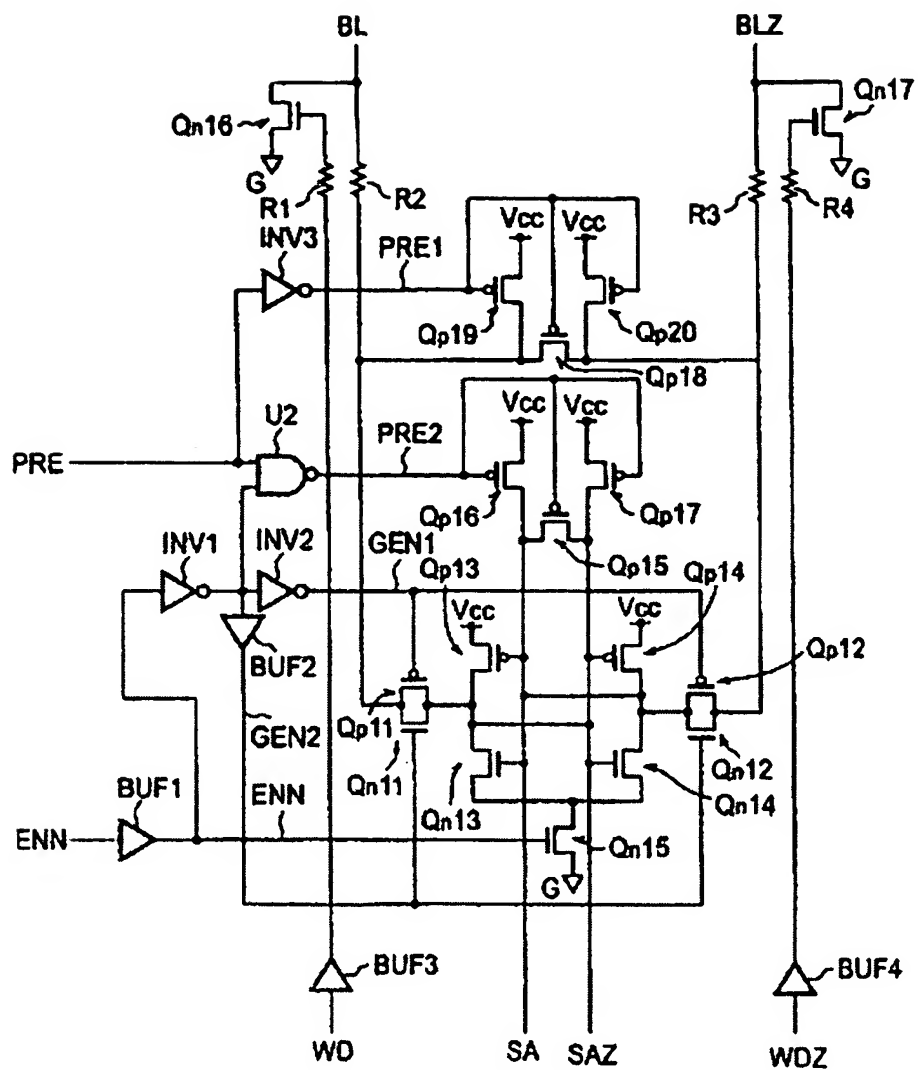 BL
BLZ
Qn16
Qn17
G
G
R1
R2
R3
R4
INV3
PRE1
Vcc
Vcc
Qp19
Qp20
Qp18
U2
PRE2
Vcc
Vcc
PRE
Qp16
Qp17
INV1
INV2
GEN1
Qp15
Qp13
Qp14
Vcc
Vcc
BUF2
Qp12
Qp11
GEN2
Qn11
Qn12
BUF1
ENN
Qn13
Qn14
ENN
Qn15
G
BUF3
BUF4
WD
SA
SAZ
WDZ